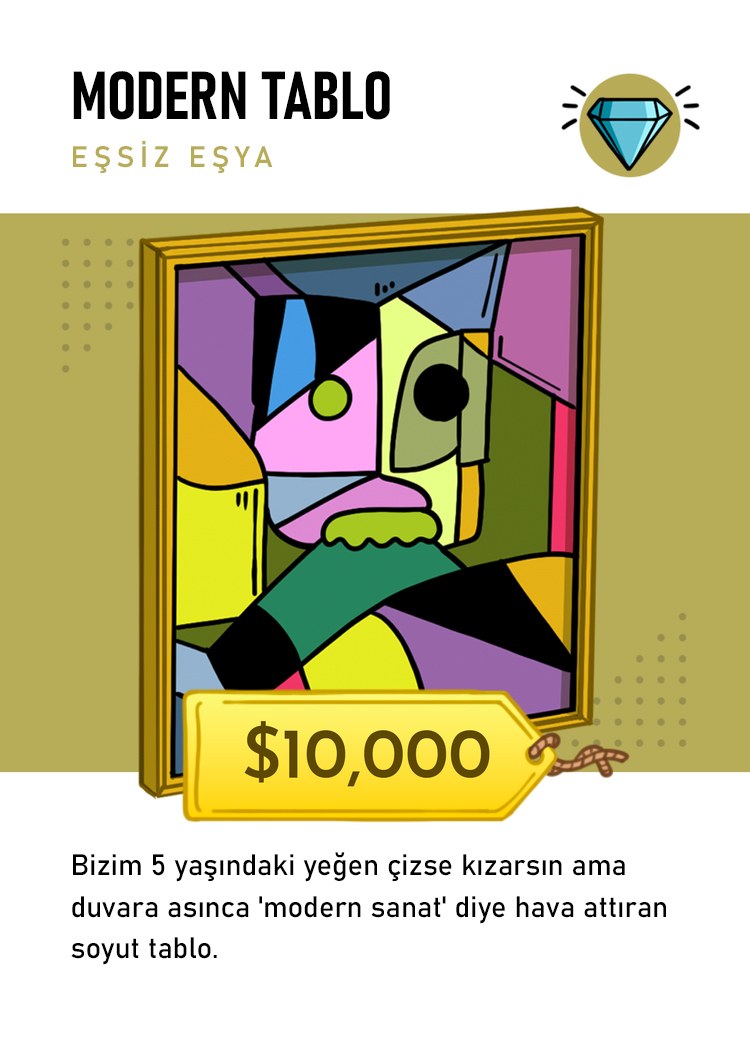 MODERN TABLO
EŞSİZ EŞYA
$10,000
Bizim 5 yaşındaki yeğen çizse kızarsın ama
duvara asınca 'modern sanat' diye hava attıran
soyut tablo.